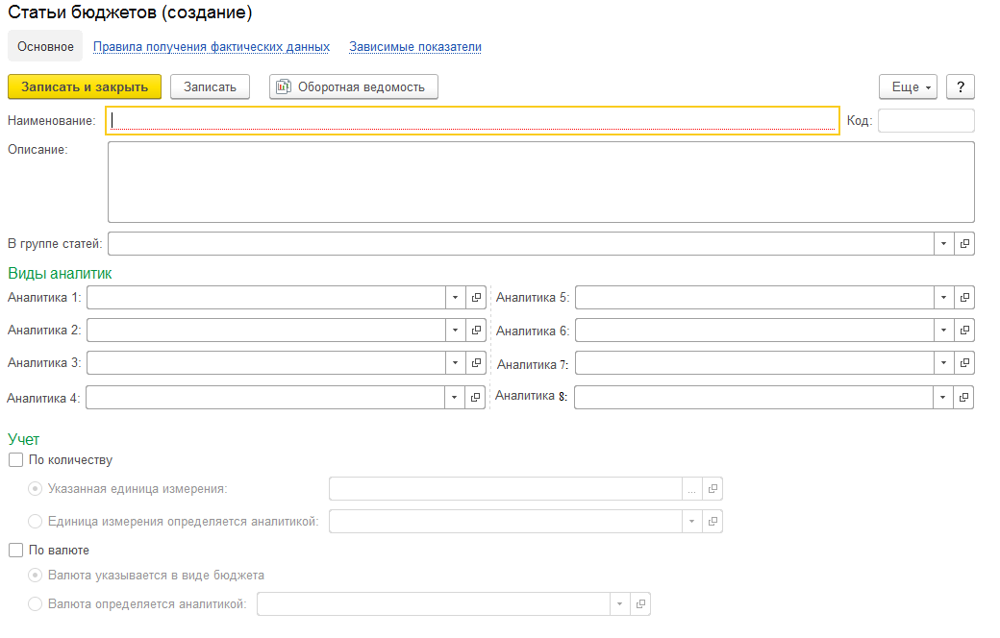 Статьи бюджетов (создание)
Основное Правила получения фактических данных Зависимые показатели
Записать и закрыть Записать Оборотная ведомость Еще ?
Наименование: Код:
Описание:
В группе статей:
Виды аналитик
Аналитика 1: Аналитика 5:
Аналитика 2: Аналитика 6:
Аналитика 3: Аналитика 7:
Аналитика 4: Аналитика 8:
Учет
По количеству
Указанная единица измерения: ...
Единица измерения определяется аналитикой:
По валюте
Валюта указывается в виде бюджета
Валюта определяется аналитикой: